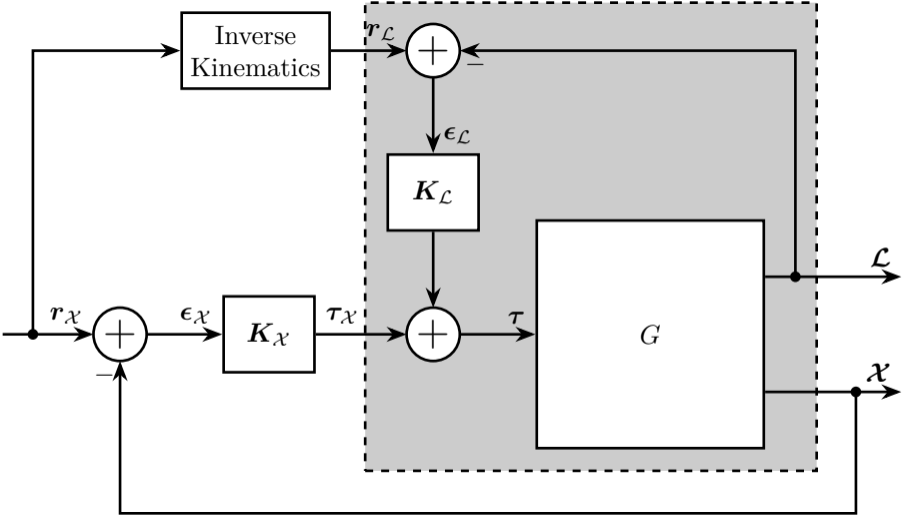 Inverse
Kinematics
r_ℒ
+
−
ϵ_ℒ
K_ℒ
ℒ
r_𝒳
+
−
ϵ_𝒳
K_𝒳
τ_𝒳
+
τ
G
𝒳